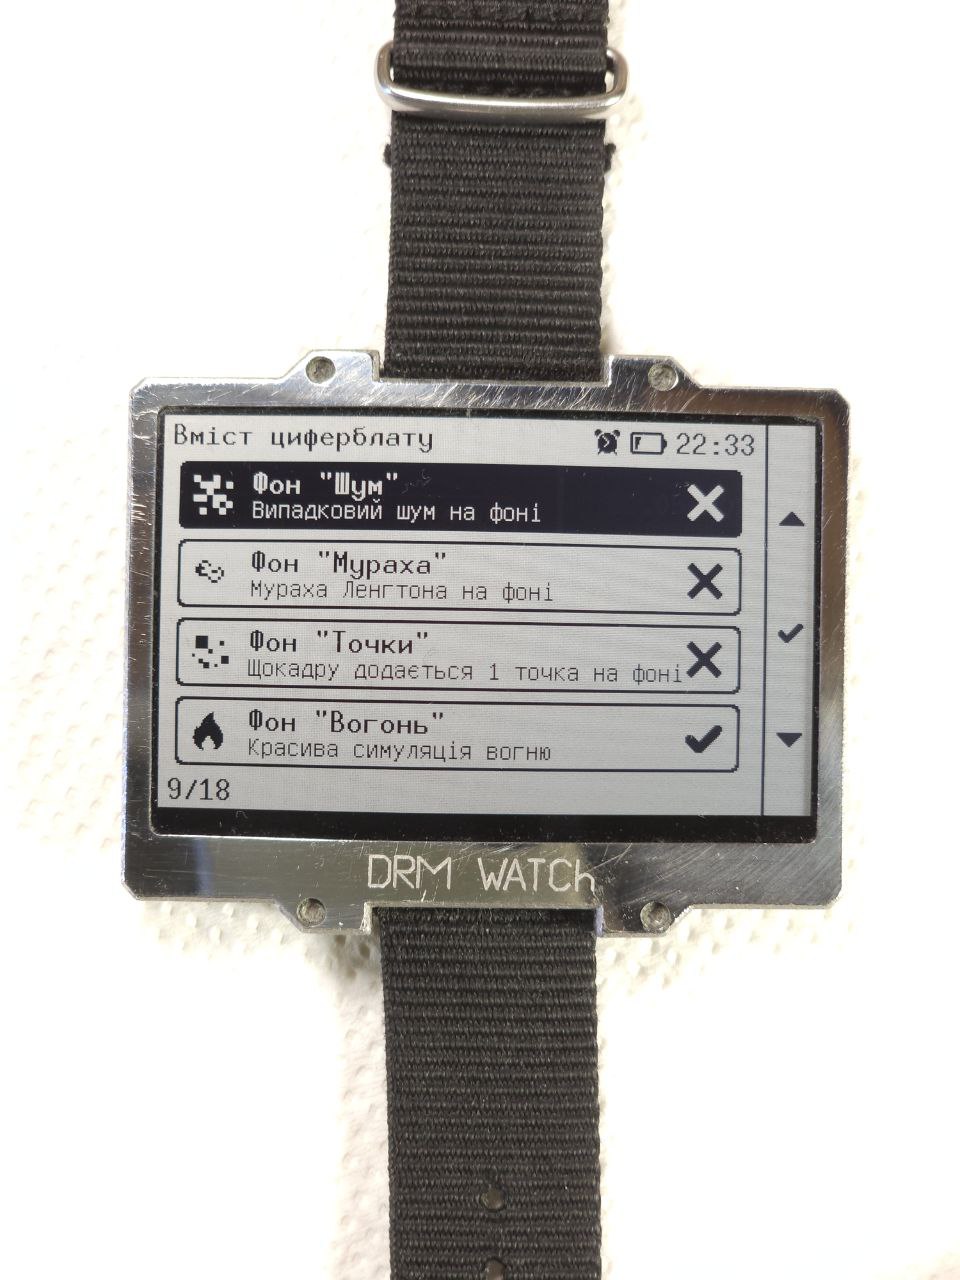 Вміст циферблату 22:33
Фон "Шум"
Випадковий шум на фоні
Фон "Мураха"
Мураха Ленгтона на фоні
Фон "Точки"
Щокадру додається 1 точка на фоні
Фон "Вогонь"
Красива симуляція вогню
9/18
DRM WATCh